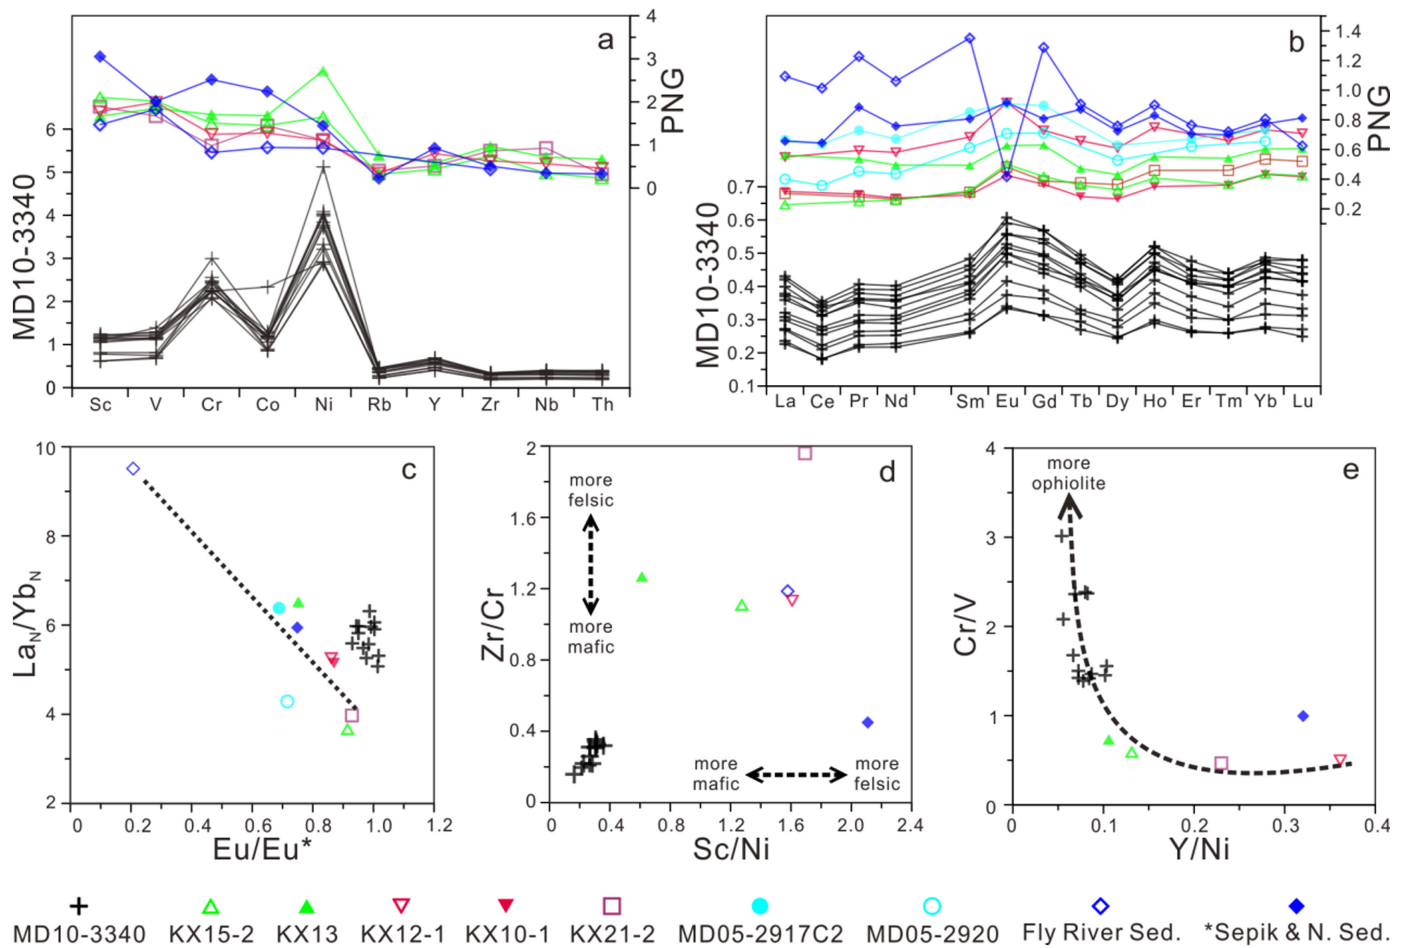 a
4
3
2
1
0
PNG
6
5
4
3
2
1
0
MD10-3340
Sc V Cr Co Ni Rb Y Zr Nb Th
b
1.4
1.2
1.0
0.8
0.6
0.4
0.2
PNG
0.7
0.6
0.5
0.4
0.3
0.2
0.1
MD10-3340
La Ce Pr Nd Sm Eu Gd Tb Dy Ho Er Tm Yb Lu
c
10
8
6
4
2
LaN/YbN
0 0.2 0.4 0.6 0.8 1.0 1.2
Eu/Eu*
d
2
1.6
1.2
0.8
0.4
0
Zr/Cr
more
felsic
more
mafic
more
mafic
more
felsic
0 0.4 0.8 1.2 1.6 2.0 2.4
Sc/Ni
e
4
3
2
1
0
Cr/V
more
ophiolite
0 0.1 0.2 0.3 0.4
Y/Ni
MD10-3340 KX15-2 KX13 KX12-1 KX10-1 KX21-2 MD05-2917C2 MD05-2920 Fly River Sed. *Sepik & N. Sed.